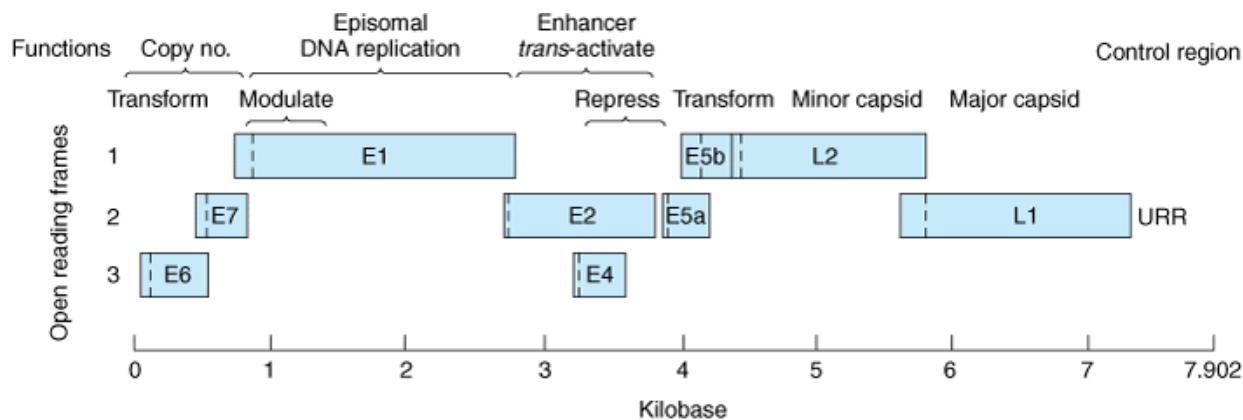 Episomal Enhancer
Functions Copy no. DNA replication trans-activate Control region
Transform Modulate Repress Transform Minor capsid Major capsid
Open reading frames
1 E1 E5b L2
2 E7 E2 E5a L1 URR
3 E6 E4
0 1 2 3 4 5 6 7 7.902
Kilobase